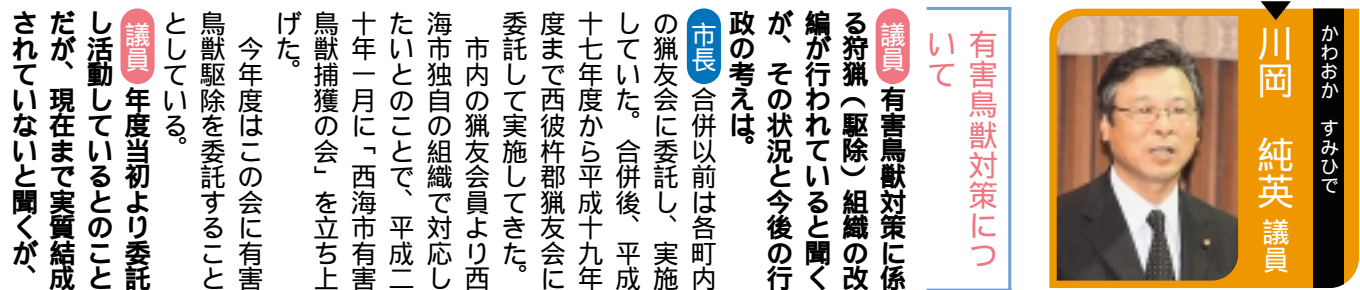 かわおか すみひで
川岡 純英 議員
有害鳥獣対策につ
いて
議員 有害鳥獣対策に係
る狩猟（駆除）組織の改
編が行われていると聞く
が、その状況と今後の行
政の考えは。
市長 合併以前は各町内
の猟友会に委託し、実施
していた。合併後、平成
十七年度から平成十九年
度まで西彼杵郡猟友会に
委託して実施してきた。
市内の猟友会員より西
海市独自の組織で対応し
たいとのことで、平成二
十年一月に「西海市有害
鳥獣捕獲の会」を立ち上
げた。
今年度はこの会に有害
鳥獣駆除を委託すること
としている。
議員 年度当初より委託
し活動しているとのこと
だが、現在まで実質結成
されていないと聞くが、